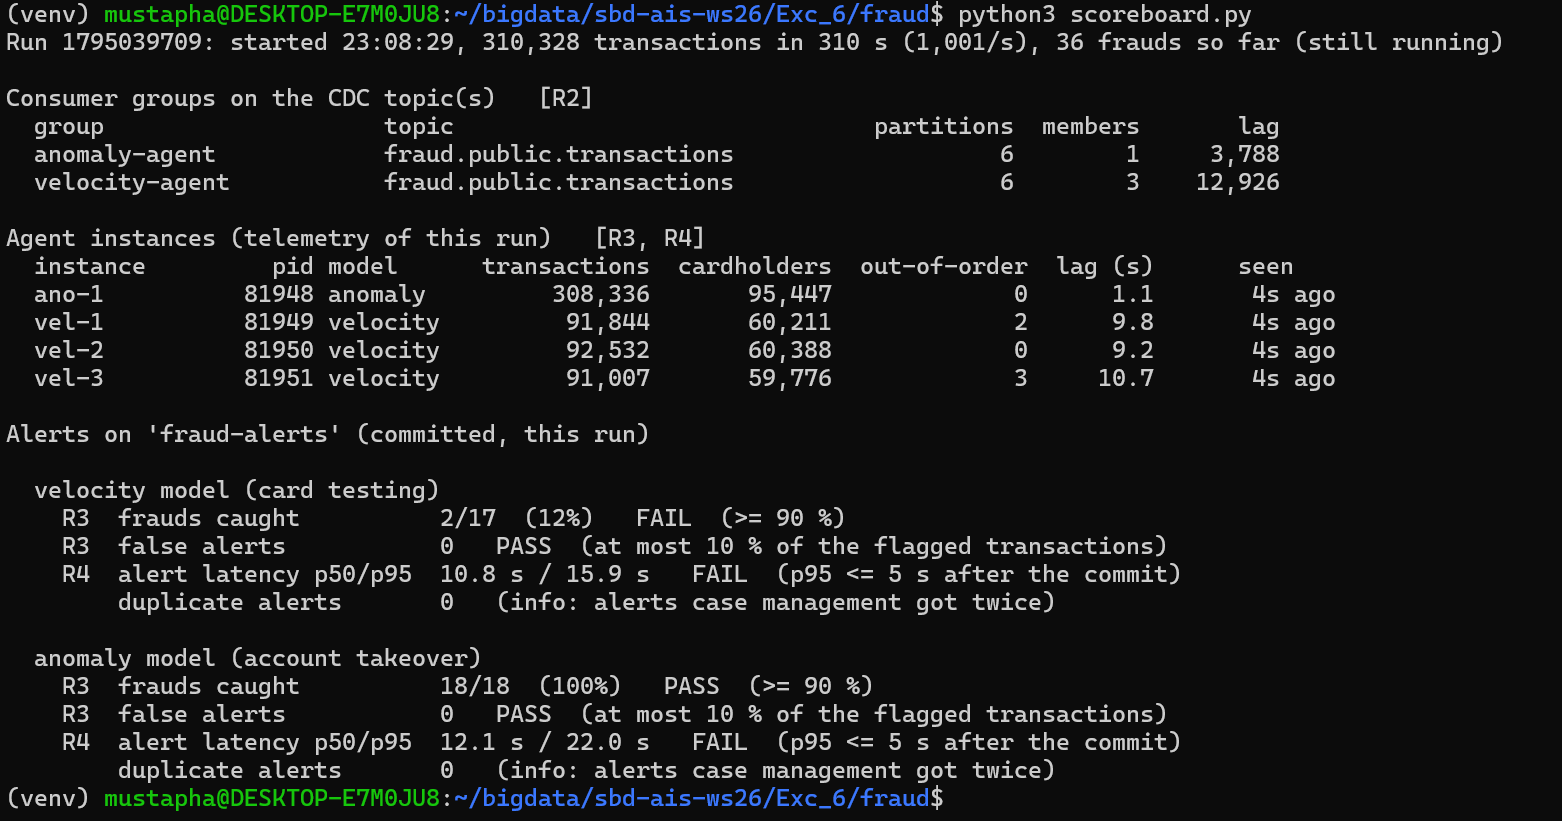 (venv) mustapha@DESKTOP-E7M0JU8:~/bigdata/sbd-ais-ws26/Exc_6/fraud$ python3 scoreboard.py
Run 1795039709: started 23:08:29, 310,328 transactions in 310 s (1,001/s), 36 frauds so far (still running)
Consumer groups on the CDC topic(s)   [R2]
  group                    topic                              partitions  members       lag
  anomaly-agent            fraud.public.transactions                   6        1     3,788
  velocity-agent           fraud.public.transactions                   6        3    12,926
Agent instances (telemetry of this run)   [R3, R4]
  instance         pid model      transactions  cardholders  out-of-order  lag (s)      seen
  ano-1          81948 anomaly         308,336       95,447             0      1.1       4s ago
  vel-1          81949 velocity         91,844       60,211             2      9.8       4s ago
  vel-2          81950 velocity         92,532       60,388             0      9.2       4s ago
  vel-3          81951 velocity         91,007       59,776             3     10.7       4s ago
Alerts on 'fraud-alerts' (committed, this run)
  velocity model (card testing)
    R3  frauds caught          2/17  (12%)   FAIL  (>= 90 %)
    R3  false alerts           0   PASS  (at most 10 % of the flagged transactions)
    R4  alert latency p50/p95  10.8 s / 15.9 s   FAIL  (p95 <= 5 s after the commit)
        duplicate alerts       0   (info: alerts case management got twice)
  anomaly model (account takeover)
    R3  frauds caught          18/18  (100%)   PASS  (>= 90 %)
    R3  false alerts           0   PASS  (at most 10 % of the flagged transactions)
    R4  alert latency p50/p95  12.1 s / 22.0 s   FAIL  (p95 <= 5 s after the commit)
        duplicate alerts       0   (info: alerts case management got twice)
(venv) mustapha@DESKTOP-E7M0JU8:~/bigdata/sbd-ais-ws26/Exc_6/fraud$